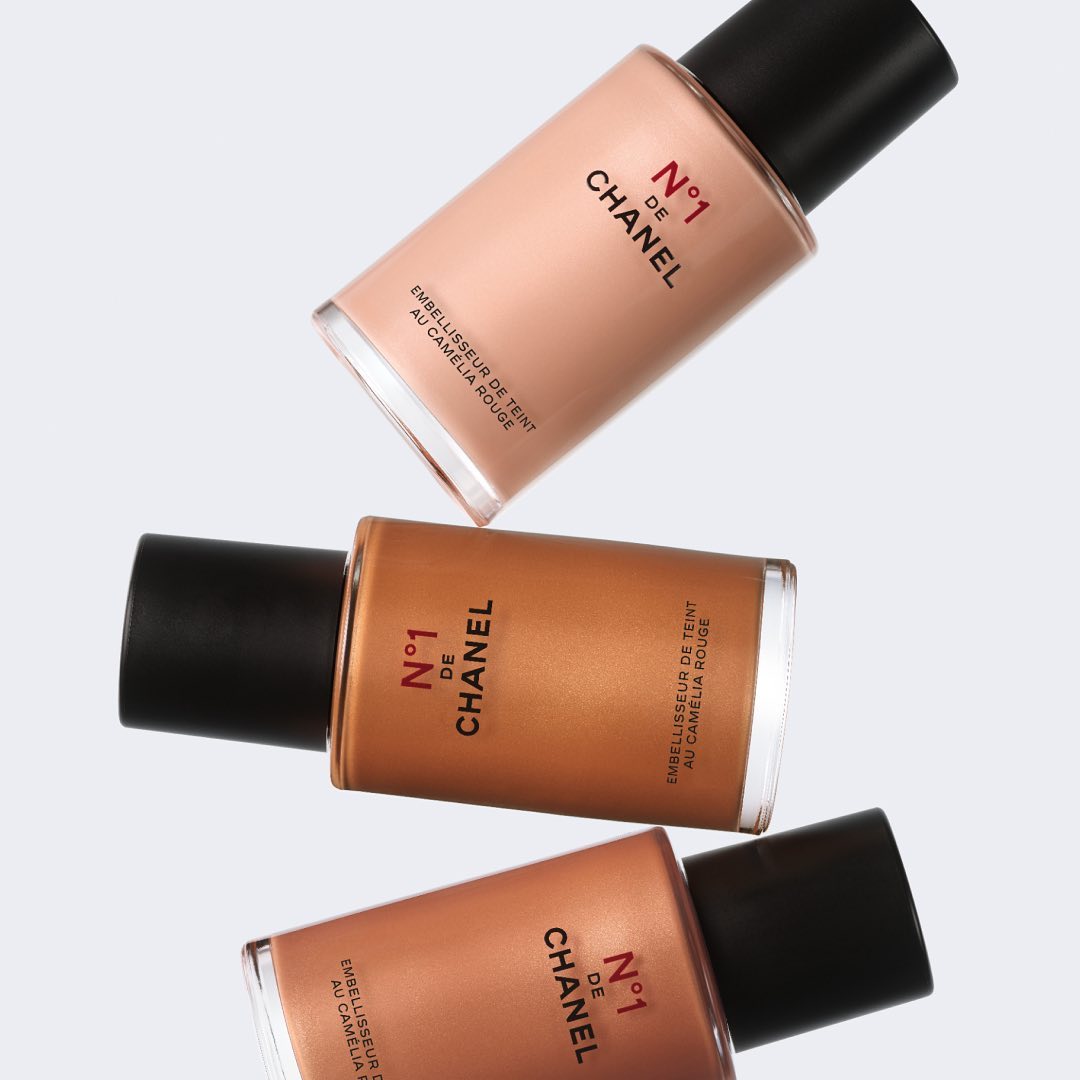 N°1
DE
CHANEL
EMBELLISSEUR DE TEINT
AU CAMÉLIA ROUGE
N°1
DE
CHANEL
EMBELLISSEUR DE TEINT
AU CAMÉLIA ROUGE
N°1
DE
CHANEL
EMBELLISSEUR D
AU CAMÉLIA R